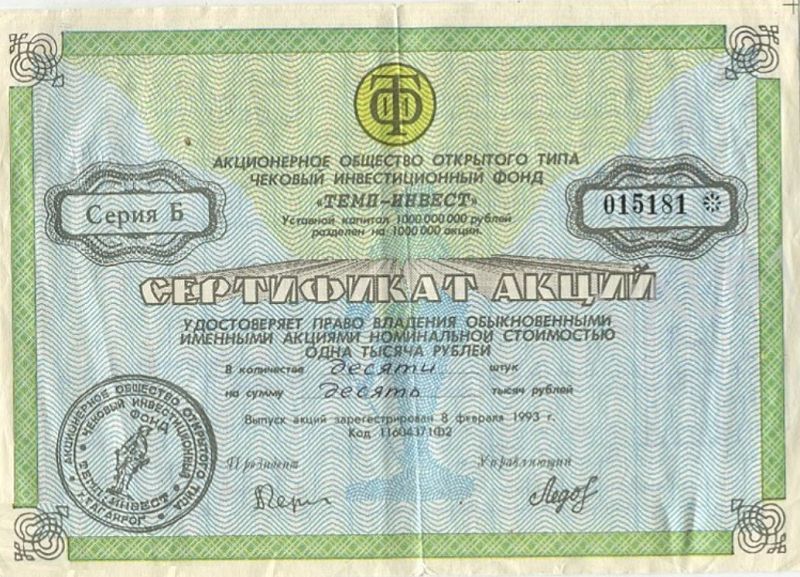 АКЦИОНЕРНОЕ ОБЩЕСТВО ОТКРЫТОГО ТИПА
ЧЕКОВЫЙ ИНВЕСТИЦИОННЫЙ ФОНД
«ТЕМП-ИНВЕСТ»
Уставной капитал 1000 000 000 рублей
разделен на 1000 000 акций.
Серия Б
015181 *
СЕРТИФИКАТ АКЦИЙ
УДОСТОВЕРЯЕТ ПРАВО ВЛАДЕНИЯ ОБЫКНОВЕННЫМИ
ИМЕННЫМИ АКЦИЯМИ НОМИНАЛЬНОЙ СТОИМОСТЬЮ
ОДНА ТЫСЯЧА РУБЛЕЙ
В количестве десяти штук
на сумму десять тысяч рублей
Выпуск акций зарегестрирован 8 февраля 1993 г.
Код 11604371Ф2
Президент
Управляющий
АКЦИОНЕРНОЕ ОБЩЕСТВО ОТКРЫТОГО ТИПА
ЧЕКОВЫЙ ИНВЕСТИЦИОННЫЙ
ФОНД
ТЕМП-ИНВЕСТ
Г.ТАГАНРОГ